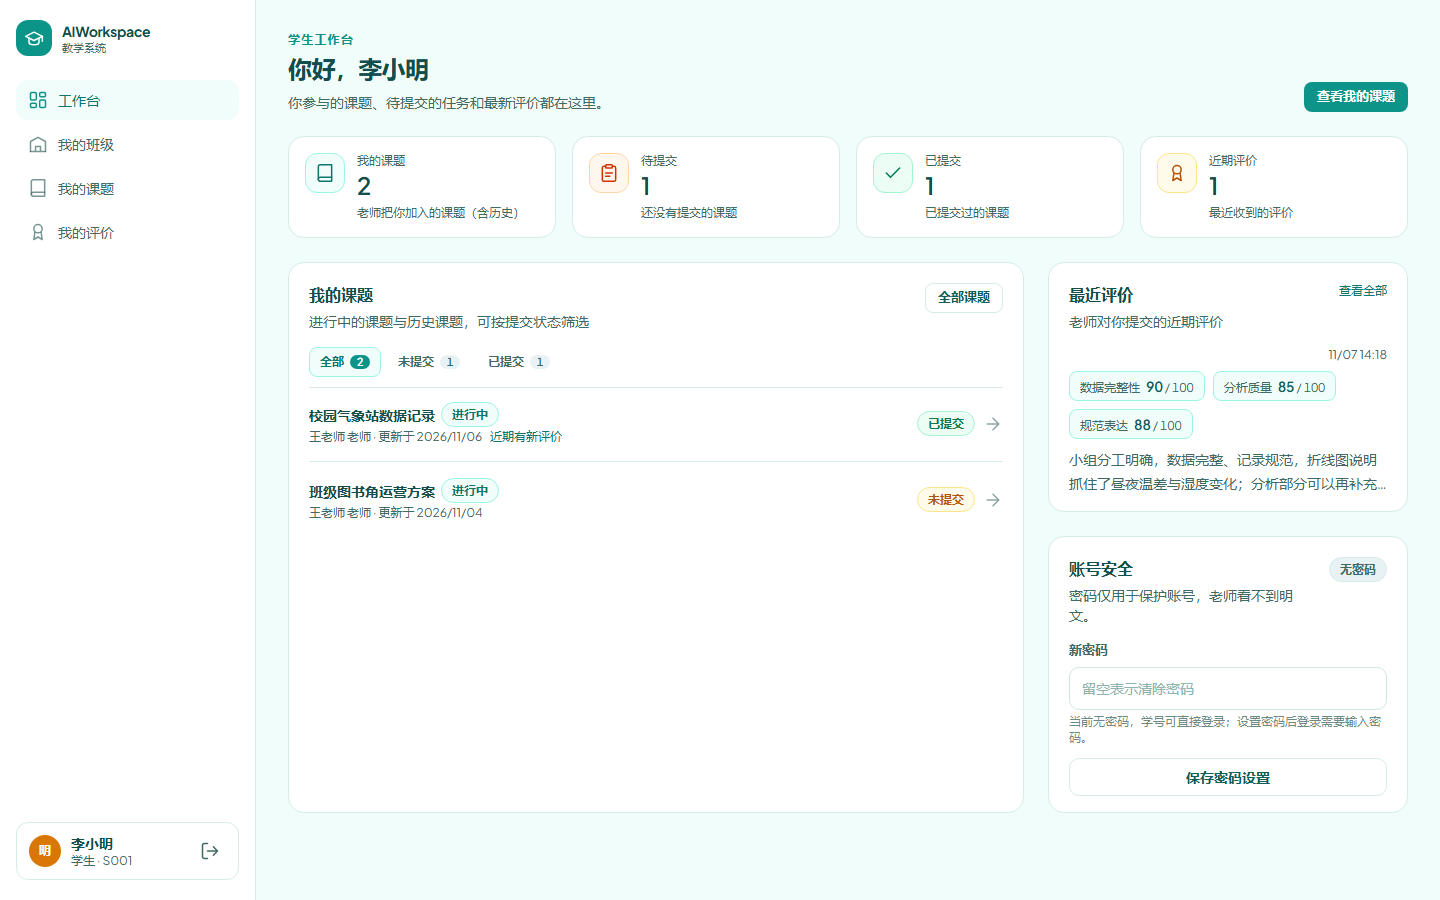 AIWorkspace
教学系统
工作台
我的班级
我的课题
我的评价
明
李小明
学生 · S001
学生工作台
你好，李小明
你参与的课题、待提交的任务和最新评价都在这里。
查看我的课题
我的课题
2
老师把你加入的课题（含历史）
待提交
1
还没有提交的课题
已提交
1
已提交过的课题
近期评价
1
最近收到的评价
我的课题
进行中的课题与历史课题，可按提交状态筛选
全部课题
全部 2 未提交 1 已提交 1
校园气象站数据记录 进行中
王老师 老师 · 更新于 2026/11/06 近期有新评价
已提交
班级图书角运营方案 进行中
王老师 老师 · 更新于 2026/11/04
未提交
最近评价
查看全部
老师对你提交的近期评价
11/07 14:18
数据完整性 90 / 100 分析质量 85 / 100
规范表达 88 / 100
小组分工明确，数据完整、记录规范，折线图说明
抓住了昼夜温差与湿度变化；分析部分可以再补充…
账号安全
无密码
密码仅用于保护账号，老师看不到明
文。
新密码
留空表示清除密码
当前无密码，学号可直接登录；设置密码后登录需要输入密
码。
保存密码设置